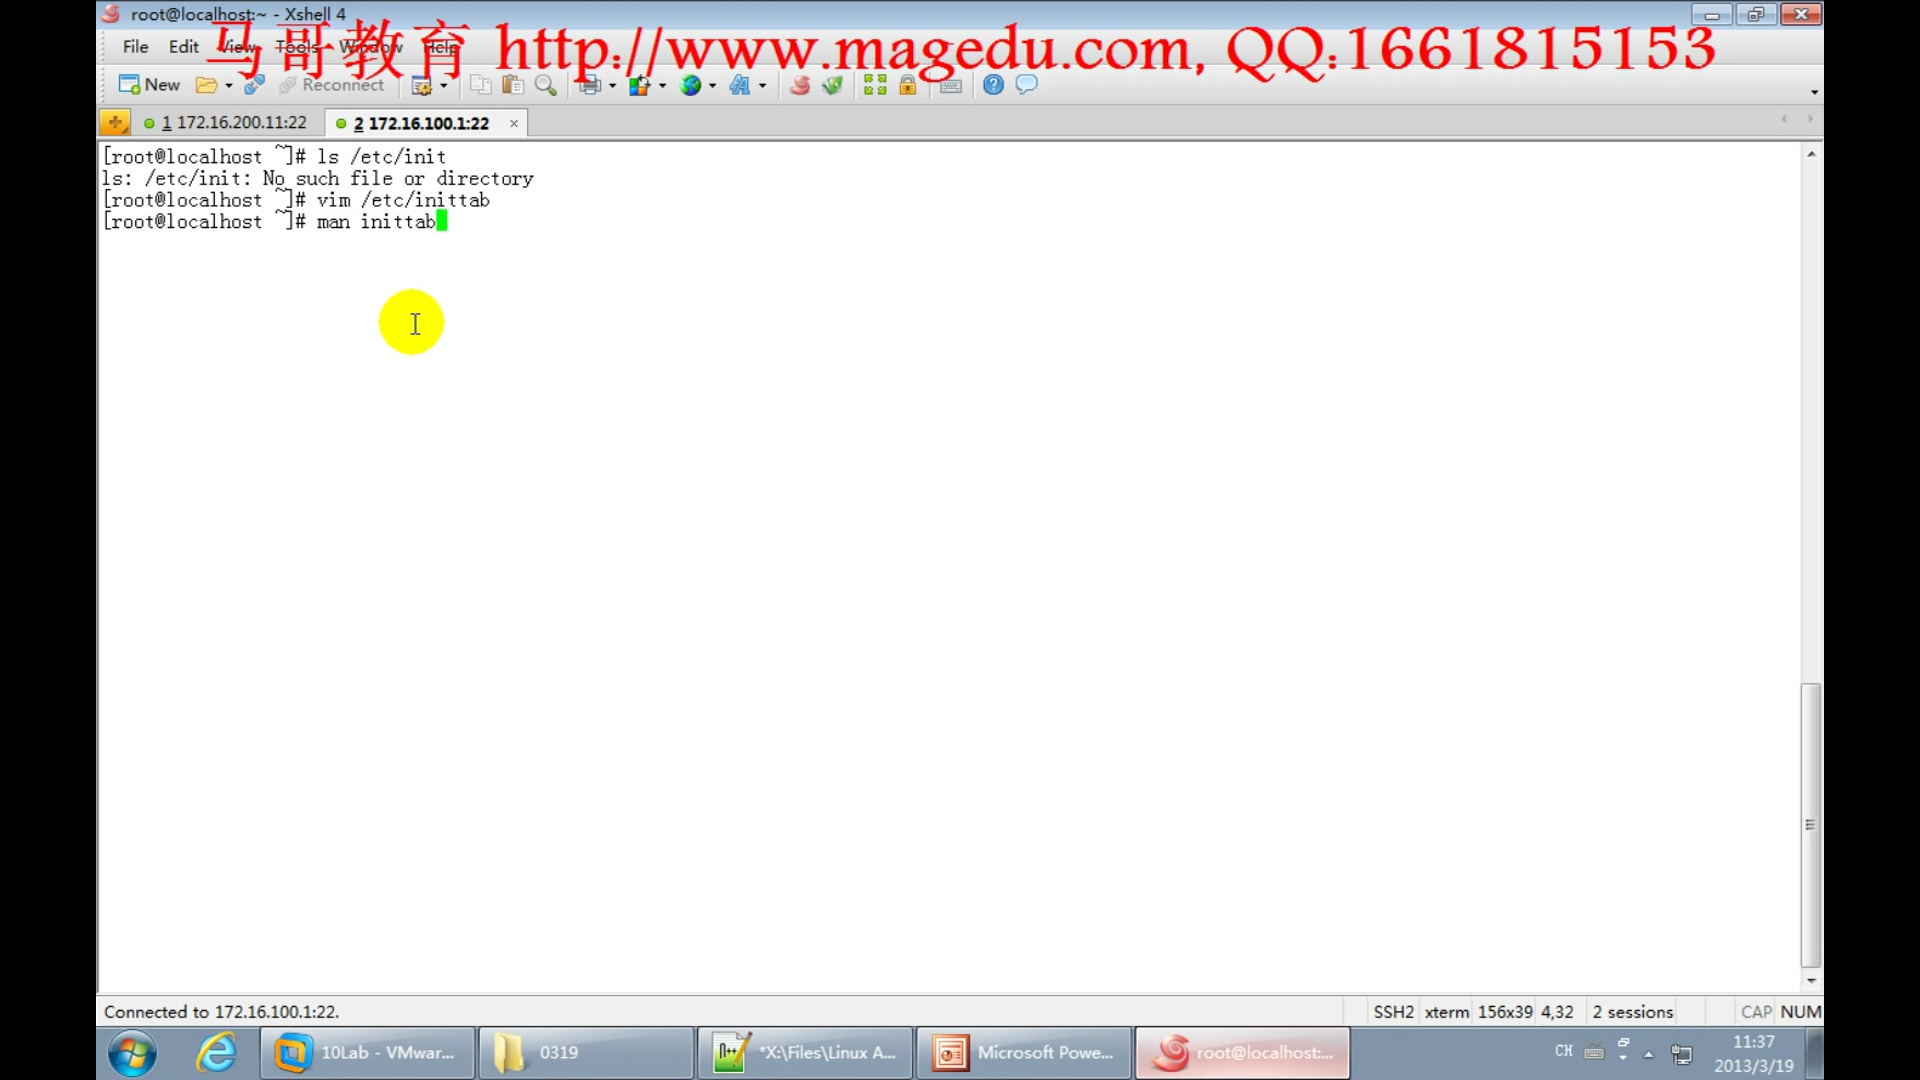 root@localhost:~ - Xshell 4
马哥教育 http://www.magedu.com, QQ:1661815153
File Edit View Tools Window Help
New Reconnect
1 172.16.200.11:22 2 172.16.100.1:22
[root@localhost ~]# ls /etc/init
ls: /etc/init: No such file or directory
[root@localhost ~]# vim /etc/inittab
[root@localhost ~]# man inittab
Connected to 172.16.100.1:22. SSH2 xterm 156x39 4,32 2 sessions CAP NUM
10Lab - VMwar... 0319 *X:\Files\Linux A... Microsoft Powe... root@localhost:... CH 11:37
2013/3/19